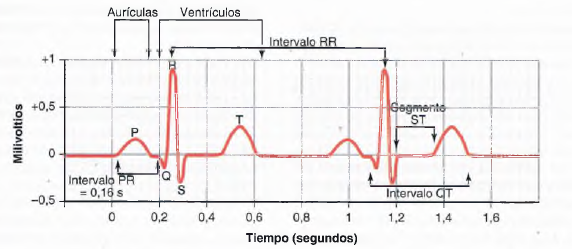 Aurículas Ventrículos
Intervalo RR
+1
R
+0,5
Segmento
ST
Milivoltios
P
T
0
Q
S
Intervalo PR
= 0,16 s
Intervalo QT
−0,5
0 0,2 0,4 0,6 0,8 1 1,2 1,4 1,6
Tiempo (segundos)